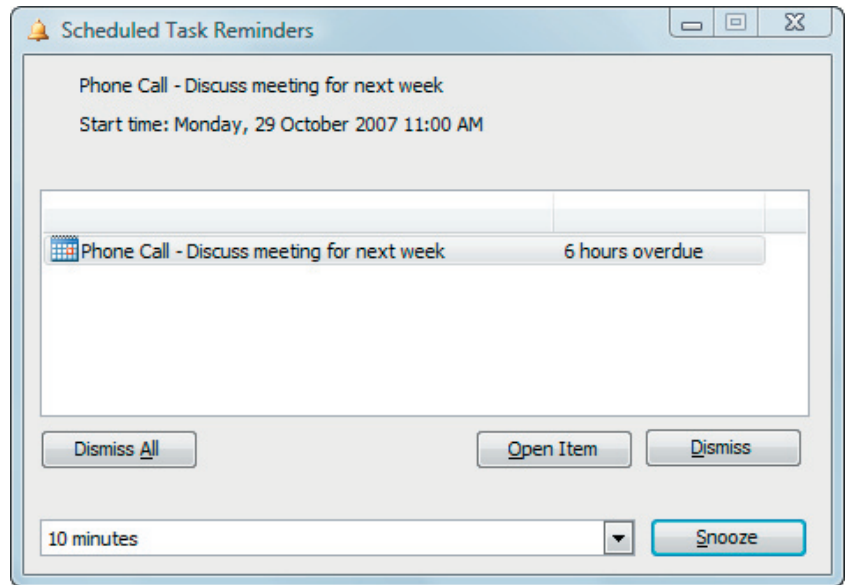 Scheduled Task Reminders
Phone Call - Discuss meeting for next week
Start time: Monday, 29 October 2007 11:00 AM
Phone Call - Discuss meeting for next week 6 hours overdue
Dismiss All Open Item Dismiss
10 minutes Snooze